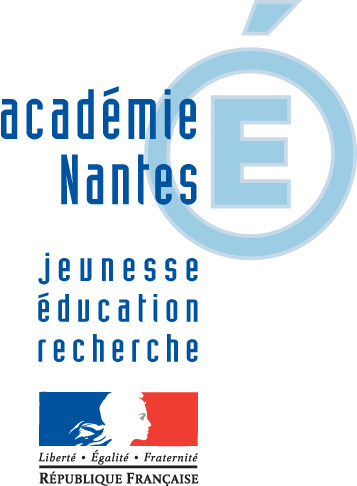 É
académie
Nantes
jeunesse
éducation
recherche
Liberté • Égalité • Fraternité
RÉPUBLIQUE FRANÇAISE